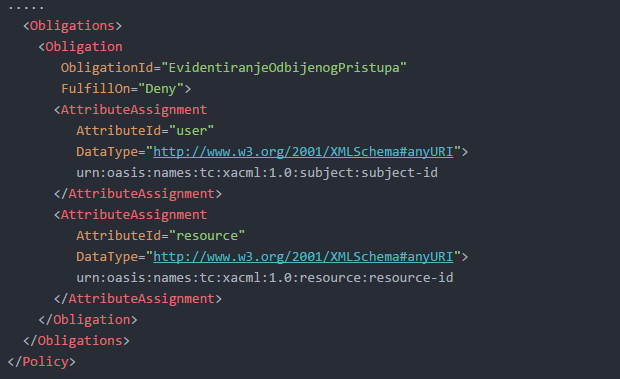 .....
  <Obligations>
    <Obligation
       ObligationId="EvidentiranjeOdbijenogPristupa"
       FulfillOn="Deny">
      <AttributeAssignment
         AttributeId="user"
         DataType="http://www.w3.org/2001/XMLSchema#anyURI">
         urn:oasis:names:tc:xacml:1.0:subject:subject-id
      </AttributeAssignment>
      <AttributeAssignment
         AttributeId="resource"
         DataType="http://www.w3.org/2001/XMLSchema#anyURI">
         urn:oasis:names:tc:xacml:1.0:resource:resource-id
      </AttributeAssignment>
    </Obligation>
  </Obligations>
</Policy>